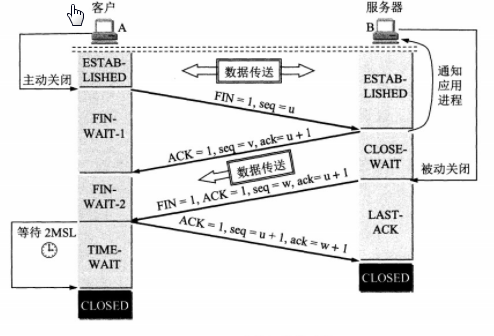 客户
服务器
A
B
主动关闭
ESTAB-
LISHED
数据传送
ESTAB-
LISHED
通知
应用
进程
FIN = 1, seq = u
FIN-
WAIT-1
ACK = 1, seq = v, ack= u + 1
CLOSE-
WAIT
数据传送
被动关闭
FIN-
WAIT-2
FIN = 1, ACK = 1, seq = w, ack= u + 1
LAST-
ACK
ACK = 1, seq = u + 1, ack = w + 1
等待 2MSL
TIME-
WAIT
CLOSED
CLOSED